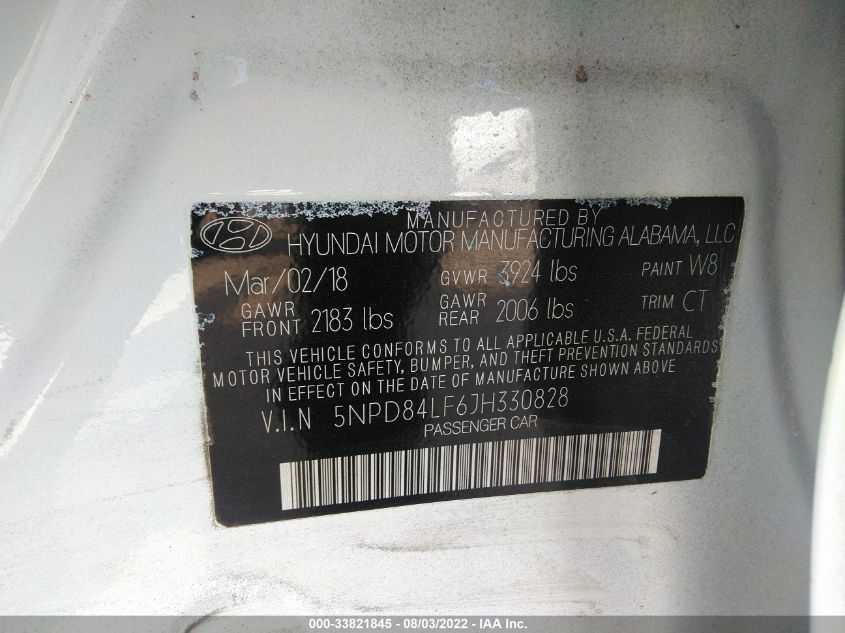 MANUFACTURED BY
HYUNDAI MOTOR MANUFACTURING ALABAMA, LLC
Mar/02/18 GVWR 3924 lbs PAINT W8
GAWR FRONT 2183 lbs GAWR REAR 2006 lbs TRIM CT
THIS VEHICLE CONFORMS TO ALL APPLICABLE U.S.A. FEDERAL
MOTOR VEHICLE SAFETY, BUMPER, AND THEFT PREVENTION STANDARDS
IN EFFECT ON THE DATE OF MANUFACTURE SHOWN ABOVE
V.I.N 5NPD84LF6JH330828
PASSENGER CAR
000-33821845 - 08/03/2022 - IAA Inc.